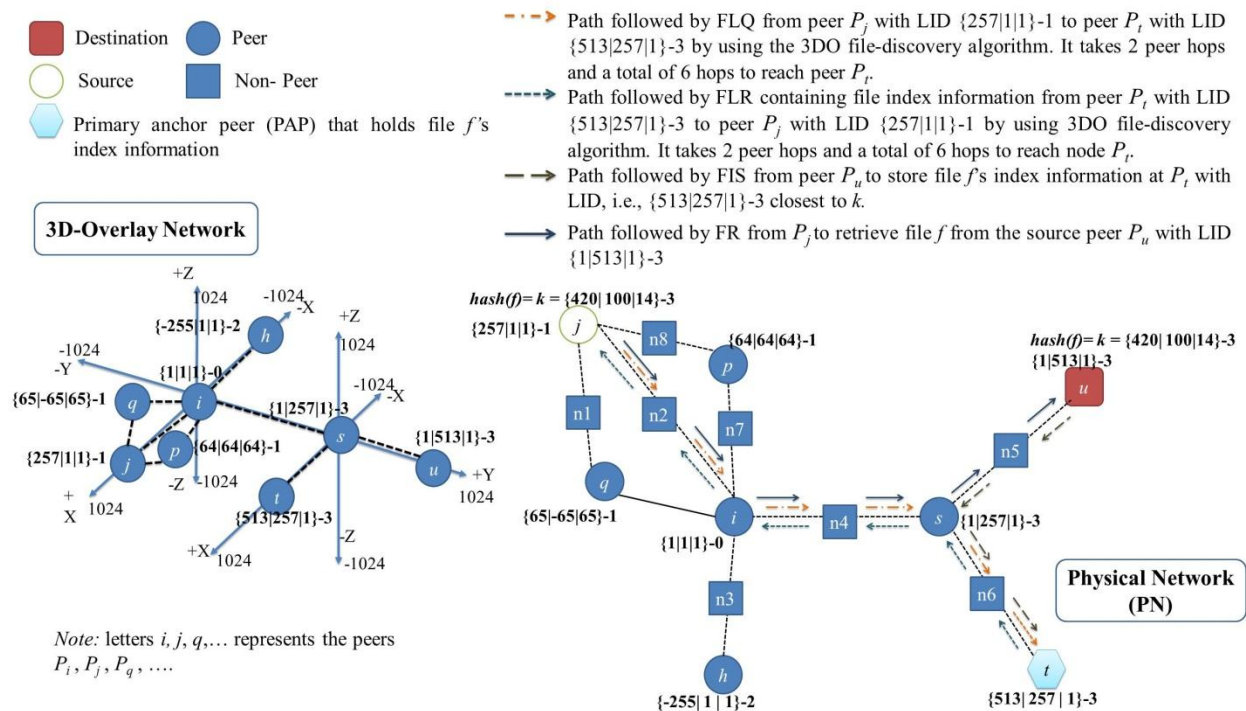 Destination
Peer
Source
Non- Peer
Primary anchor peer (PAP) that holds file f's
index information
Path followed by FLQ from peer Pj with LID {257|1|1}-1 to peer Pt with
LID {513|257|1}-3 by using the 3DO file-discovery
algorithm. It takes 2 peer hops
and a total of 6 hops to reach peer Pt.
Path followed by FLR containing file index information from peer Pt with
LID {513|257|1}-3 to peer Pj with LID {257|1|1}-1 by using 3DO file-discovery
algorithm. It takes 2 peer hops and a total of 6 hops to reach node Pt.
Path followed by FIS from peer Pu to store file f's index information at Pt with
LID, i.e., {513|257|1}-3 closest to k.
Path followed by FR from Pj to retrieve file f from the source peer Pu with LID
{1|513|1}-3
3D-Overlay Network
+Z
1024
-1024
-X
{-255|1|1}-2
h
+Z
1024
-1024
-Y
{1|1|1}-0
-1024
-X
{65|-65|65}-1
q
i
{1|257|1}-3
s
{1|513|1}-3
{257|1|1}-1
j
p
{64|64|64}-1
u
+
X
1024
-Z
-1024
t
+Y
1024
{513|257|1}-3
+X
1024
-Z
-1024
Note: letters i, j, q,… represents the peers
Pi , Pj , Pq , ….
hash(f)= k = {420| 100|14}-3
{257|1|1}-1
j
n8
{64|64|64}-1
p
n1
n2
n7
q
{65|-65|65}-1
i
{1|1|1}-0
n4
s
{1|257|1}-3
n5
hash(f)= k = {420| 100|14}-3
{1|513|1}-3
u
n3
n6
h
{-255| 1 | 1}-2
t
{513| 257 | 1}-3
Physical Network
(PN)